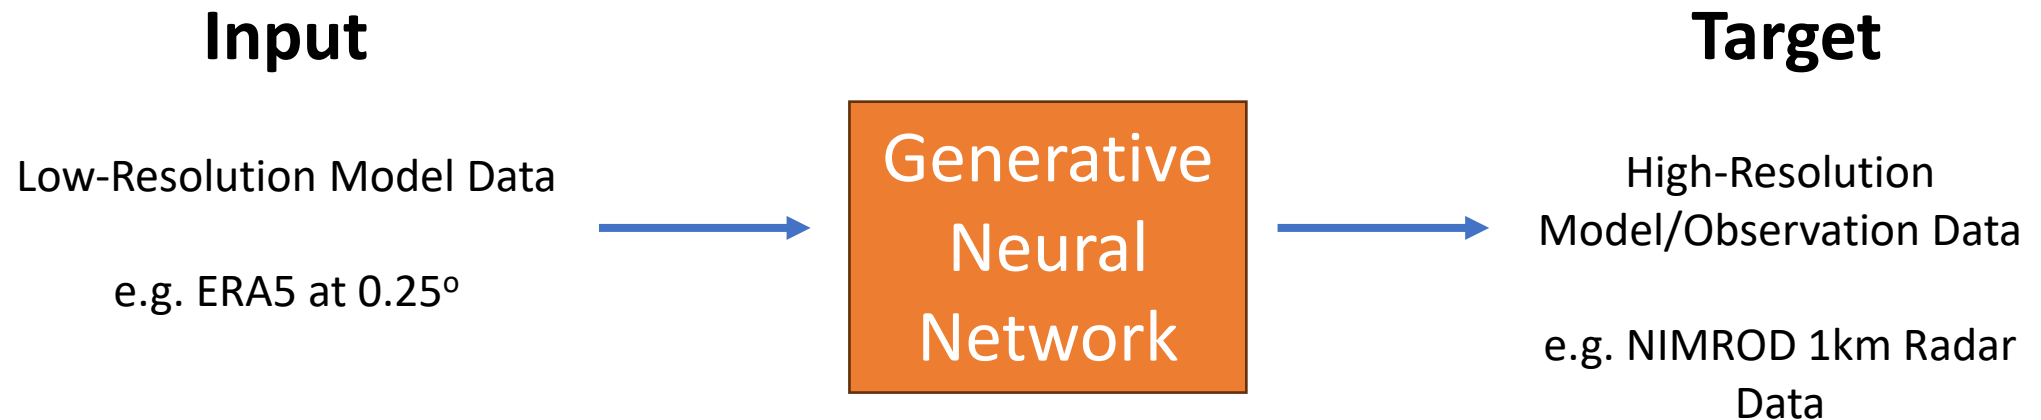 Input
Low-Resolution Model Data
e.g. ERA5 at 0.25°
Generative
Neural
Network
Target
High-Resolution
Model/Observation Data
e.g. NIMROD 1km Radar
Data